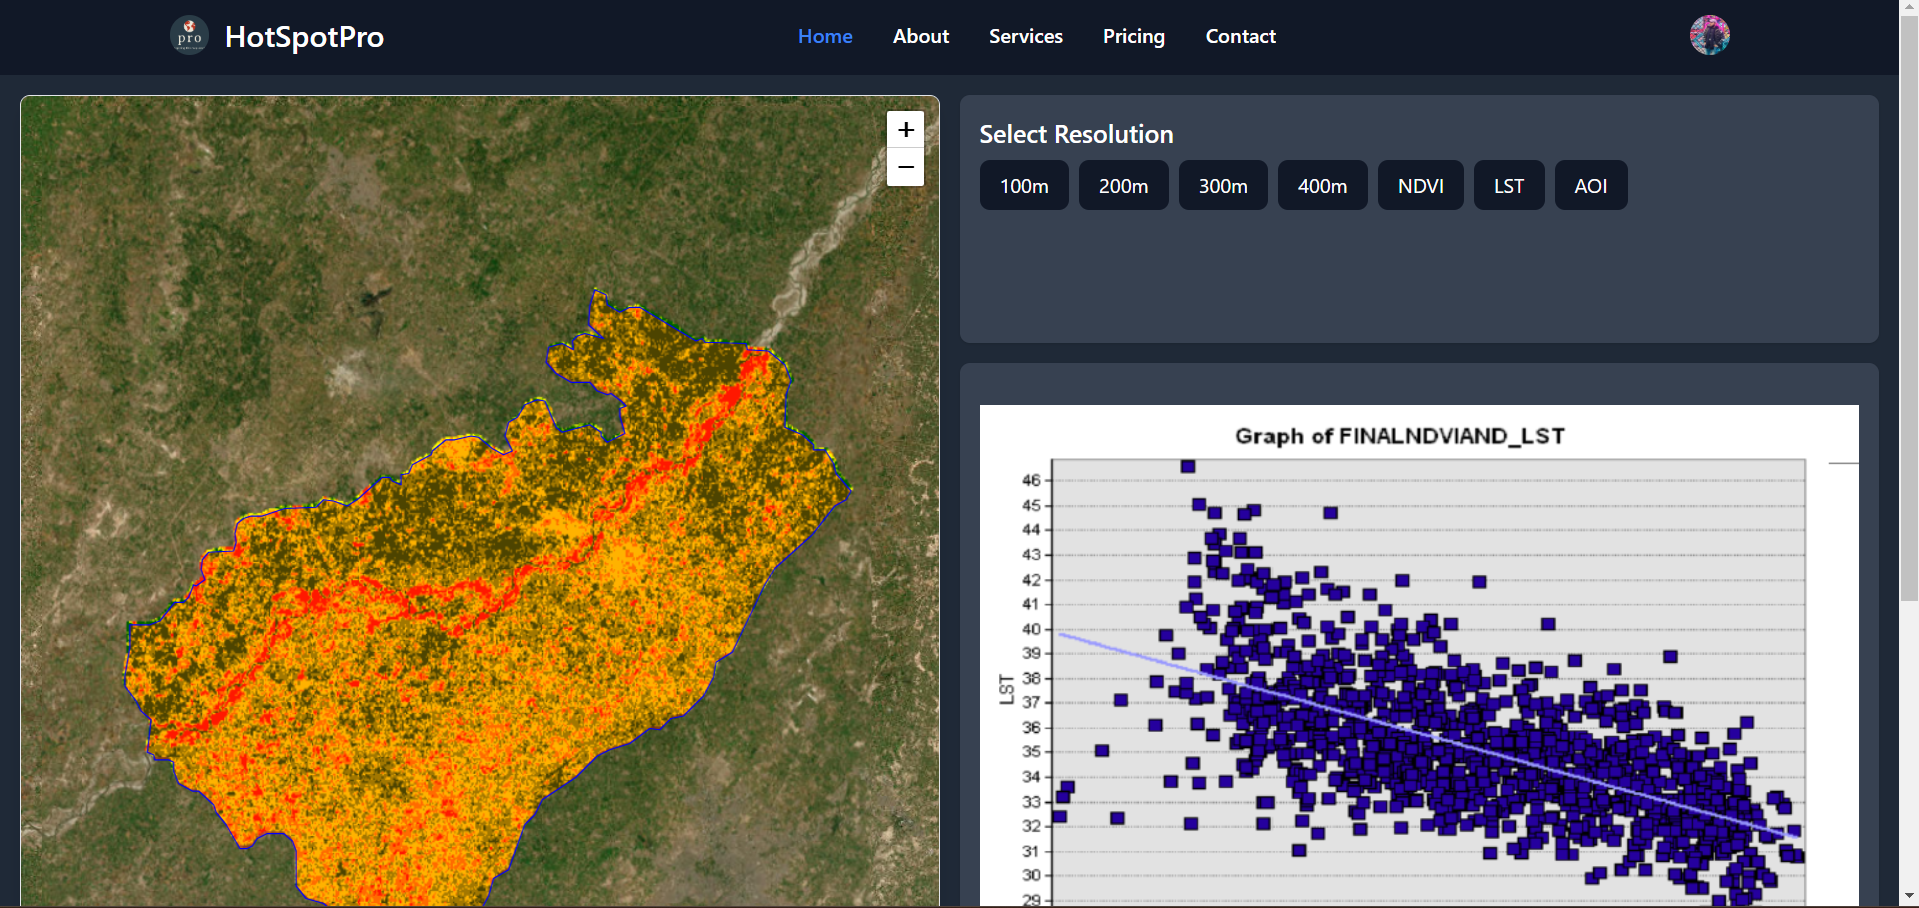 pro
HotSpotPro
Home
About
Services
Pricing
Contact
+
−
Select Resolution
100m
200m
300m
400m
NDVI
LST
AOI
Graph of FINALNDVIAND_LST
46
45
44
43
42
41
40
39
38
37
36
35
34
33
32
31
30
29
LST